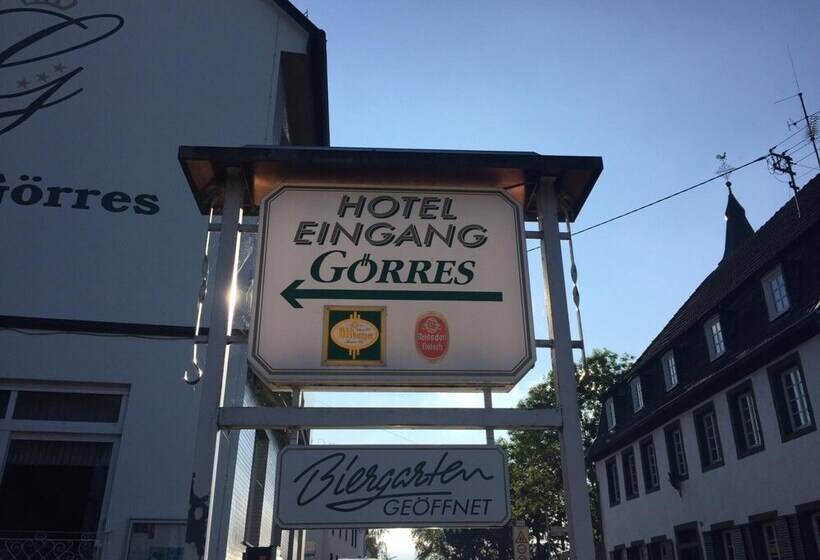 G
Görres
HOTEL
EINGANG
GÖRRES
Biergarten
GEÖFFNET